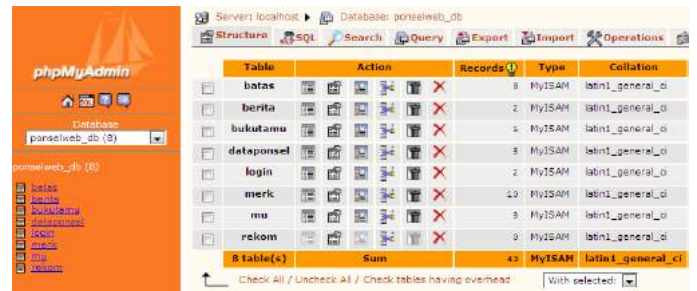 Server: localhost Database: ponselweb_db
Structure SQL Search Query Export Import Operations
phpMyAdmin
Database
ponselweb_db (8)
ponselweb_db (8)
batas
berita
bukutamu
dataponsel
login
merk
mu
rekom
Table Action Records Type Collation
batas 8 MyISAM latin1_general_ci
berita 2 MyISAM latin1_general_ci
bukutamu MyISAM latin1_general_ci
dataponsel MyISAM latin1_general_ci
login 2 MyISAM latin1_general_ci
merk 10 MyISAM latin1_general_ci
mu MyISAM latin1_general_ci
rekom 0 MyISAM latin1_general_ci
8 table(s) Sum 43 MyISAM latin1_general_ci
Check All / Uncheck All / Check tables having overhead With selected: